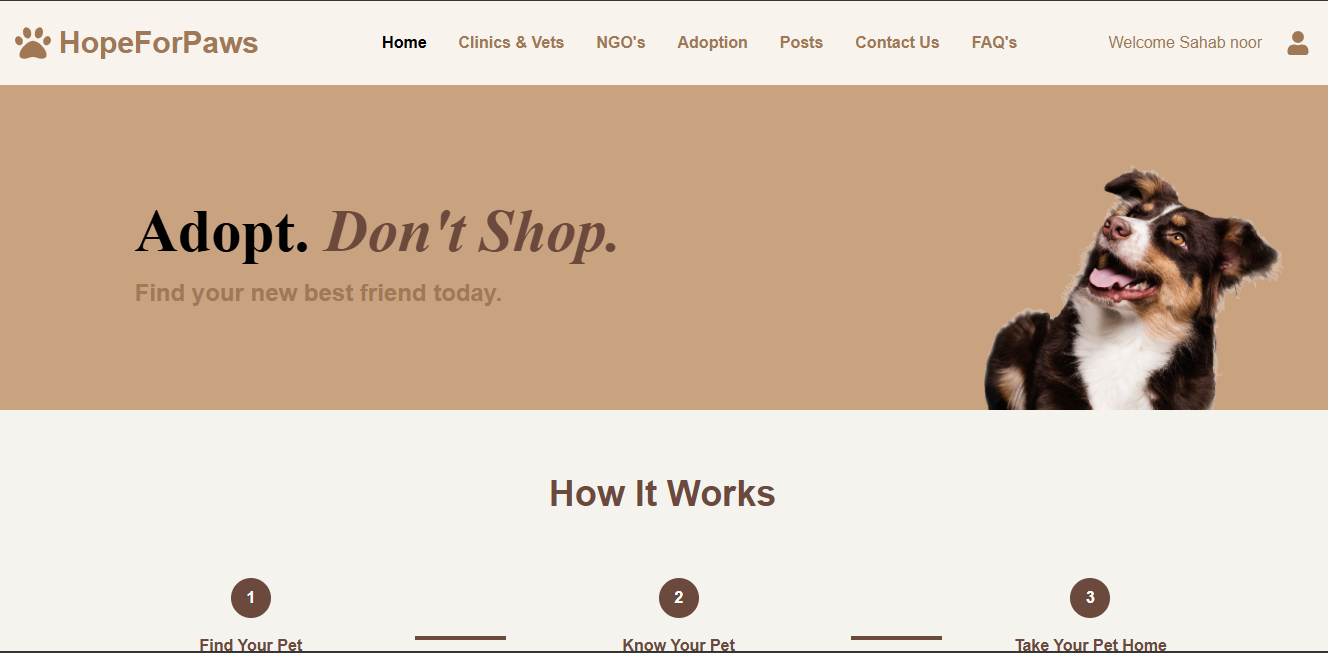 HopeForPaws
Home Clinics & Vets NGO's Adoption Posts Contact Us FAQ's
Welcome Sahab noor
Adopt. Don't Shop.
Find your new best friend today.
How It Works
1 2 3
Find Your Pet Know Your Pet Take Your Pet Home